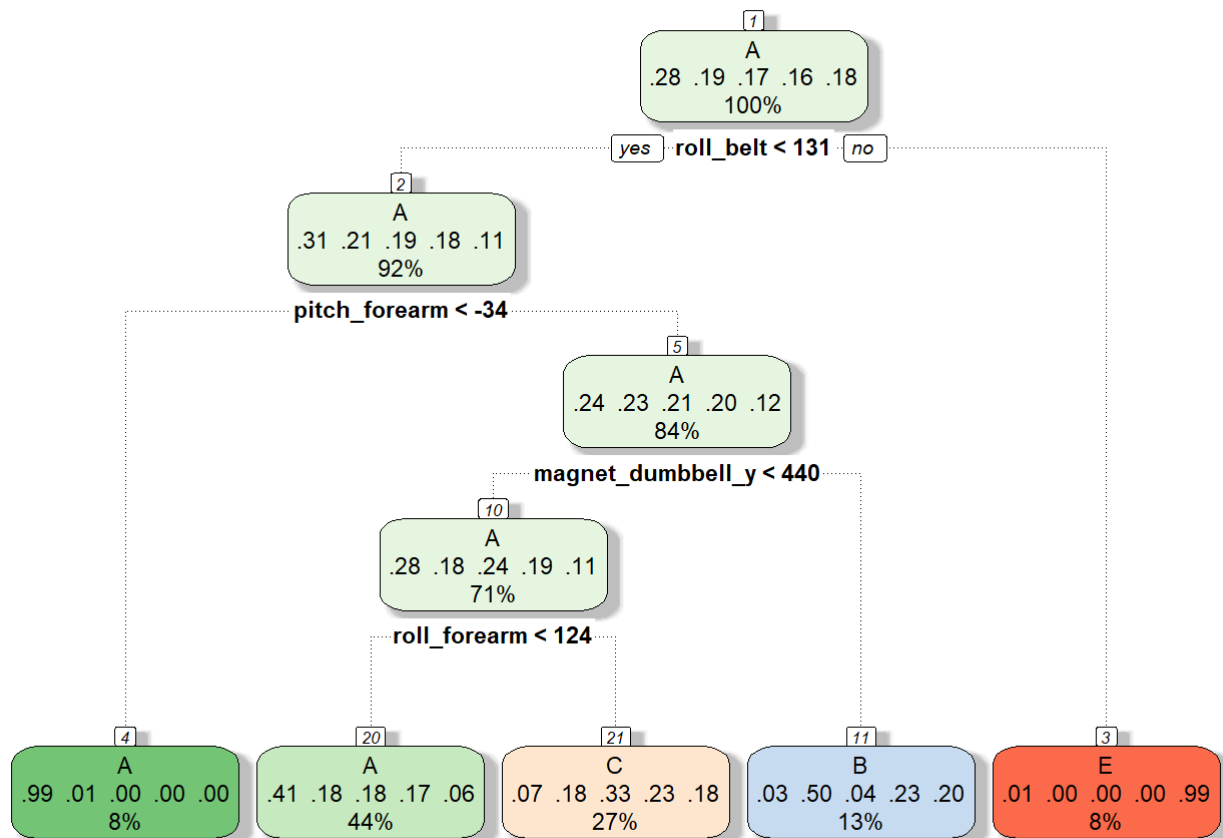 1
A
.28 .19 .17 .16 .18
100%
yes roll_belt < 131 no
2
A
.31 .21 .19 .18 .11
92%
pitch_forearm < -34
5
A
.24 .23 .21 .20 .12
84%
magnet_dumbbell_y < 440
10
A
.28 .18 .24 .19 .11
71%
roll_forearm < 124
4
A
.99 .01 .00 .00 .00
8%
20
A
.41 .18 .18 .17 .06
44%
21
C
.07 .18 .33 .23 .18
27%
11
B
.03 .50 .04 .23 .20
13%
3
E
.01 .00 .00 .00 .99
8%